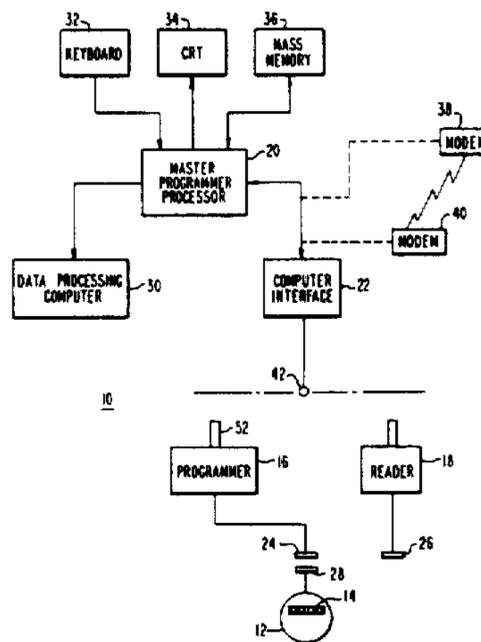 32
34
36
KEYBOARD
CRT
MASS
MEMORY
38
MODEM
20
MASTER
PROGRAMMER
PROCESSOR
40
MODEM
DATA PROCESSING
COMPUTER
30
COMPUTER
INTERFACE
22
42
10
52
PROGRAMMER
16
READER
18
24
26
28
14
12